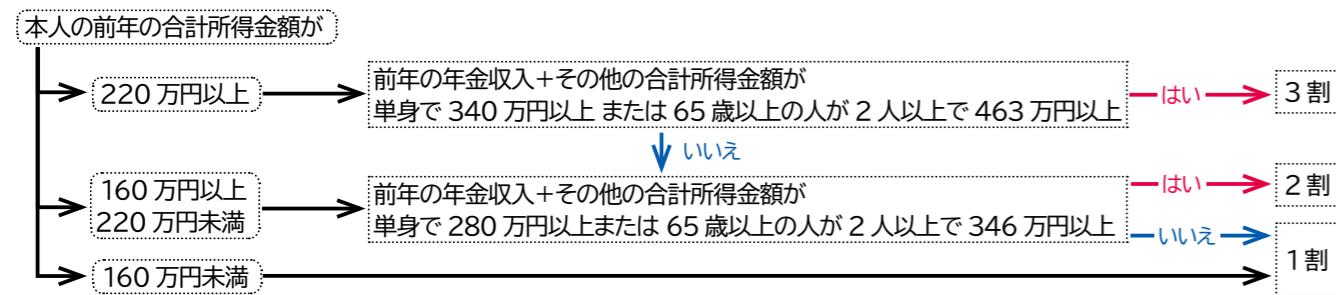 本人の前年の合計所得金額が
220 万円以上
前年の年金収入＋その他の合計所得金額が
単身で 340 万円以上 または 65 歳以上の人が 2 人以上で 463 万円以上
はい
3 割
いいえ
160 万円以上
220 万円未満
前年の年金収入＋その他の合計所得金額が
単身で 280 万円以上または 65 歳以上の人が 2 人以上で 346 万円以上
はい
2 割
いいえ
1 割
160 万円未満